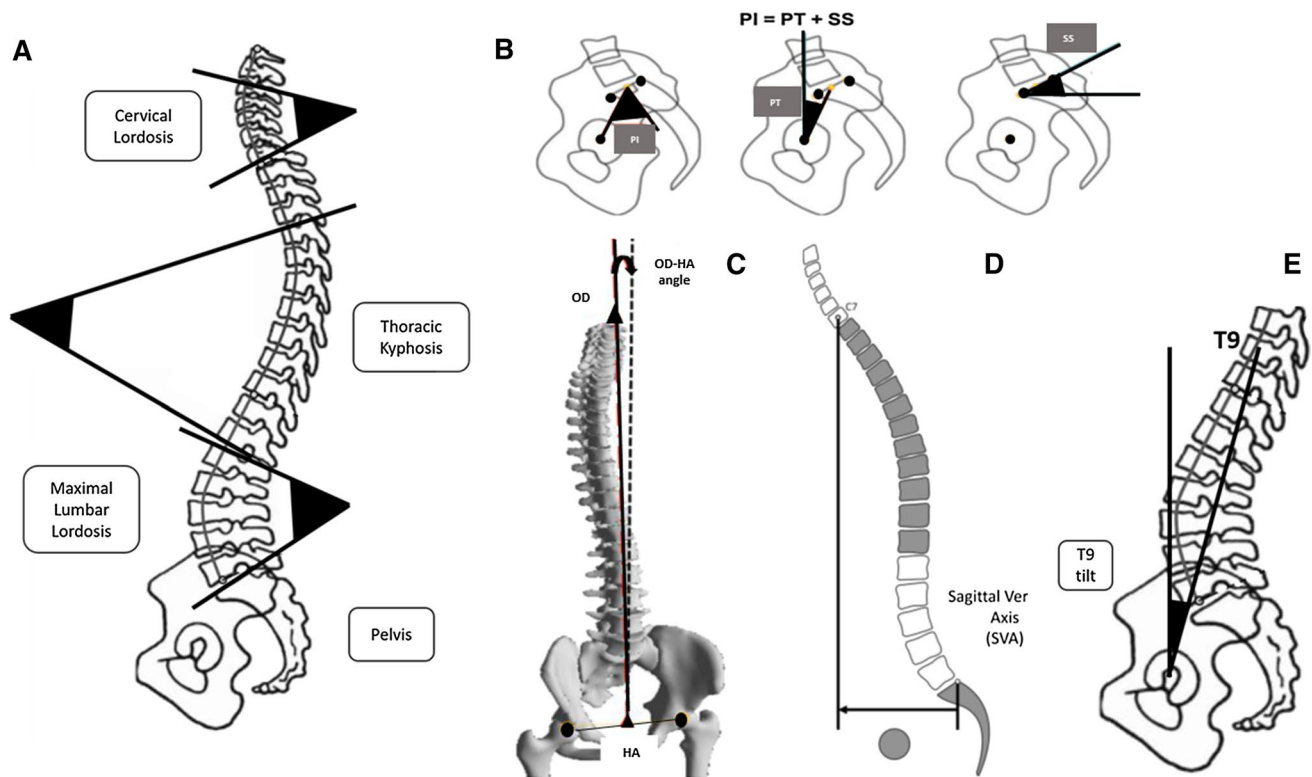 A
Cervical
Lordosis
Thoracic
Kyphosis
Maximal
Lumbar
Lordosis
Pelvis
B
PI = PT + SS
PI
PT
SS
C
OD
OD-HA
angle
HA
D
C7
Sagittal Ver
Axis
(SVA)
E
T9
T9
tilt